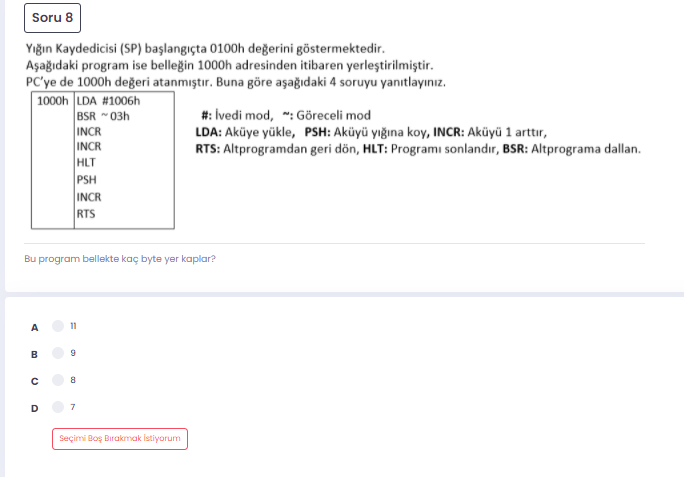 Soru 8
Yığın Kaydedicisi (SP) başlangıçta 0100h değerini göstermektedir.
Aşağıdaki program ise belleğin 1000h adresinden itibaren yerleştirilmiştir.
PC'ye de 1000h değeri atanmıştır. Buna göre aşağıdaki 4 soruyu yanıtlayınız.
1000h LDA #1006h
BSR ~03h
INCR
INCR
HLT
PSH
INCR
RTS
#: İvedi mod, ~: Göreceli mod
LDA: Aküye yükle, PSH: Aküyü yığına koy, INCR: Aküyü 1 arttır,
RTS: Altprogramdan geri dön, HLT: Programı sonlandır, BSR: Altprograma dallan.
Bu program bellekte kaç byte yer kaplar?
A 11
B 9
C 8
D 7
Seçimi Boş Bırakmak İstiyorum